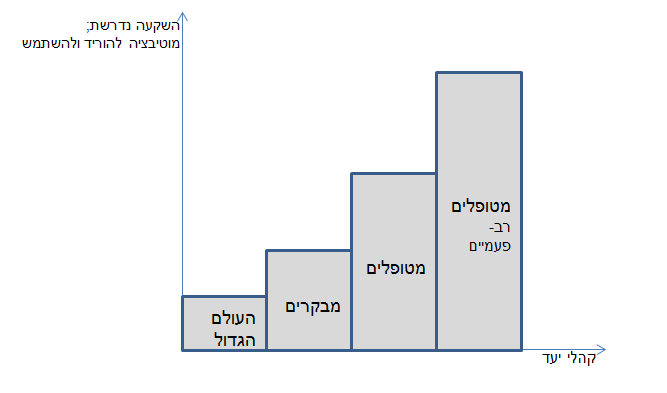 השקעה נדרשת;
מוטיבציה להוריד ולהשתמש
מטופלים
רב-
פעמיים
מטופלים
מבקרים
העולם
הגדול
קהלי יעד